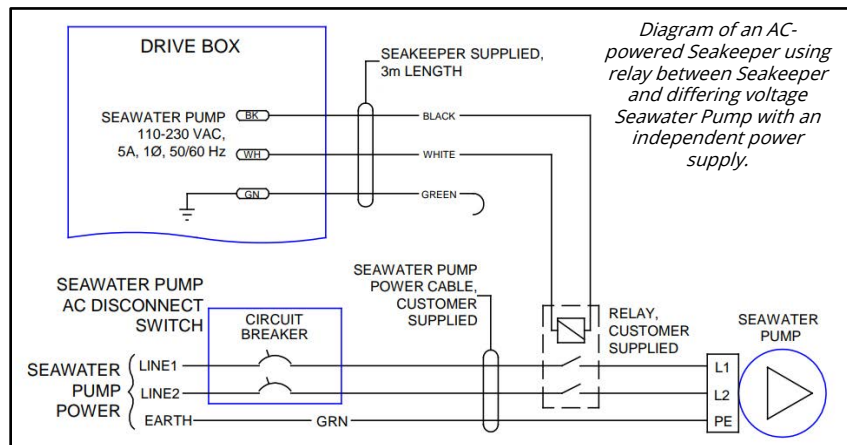 DRIVE BOX
SEAWATER PUMP
110-230 VAC,
5A, 1Ø, 50/60 Hz
BK
WH
GN
SEAKEEPER SUPPLIED,
3m LENGTH
BLACK
WHITE
GREEN
Diagram of an AC-
powered Seakeeper using
relay between Seakeeper
and differing voltage
Seawater Pump with an
independent power
supply.
SEAWATER PUMP
AC DISCONNECT
SWITCH
CIRCUIT
BREAKER
SEAWATER PUMP
POWER CABLE,
CUSTOMER
SUPPLIED
RELAY,
CUSTOMER
SUPPLIED
SEAWATER
PUMP
SEAWATER
PUMP
POWER
LINE1
LINE2
EARTH
GRN
L1
L2
PE